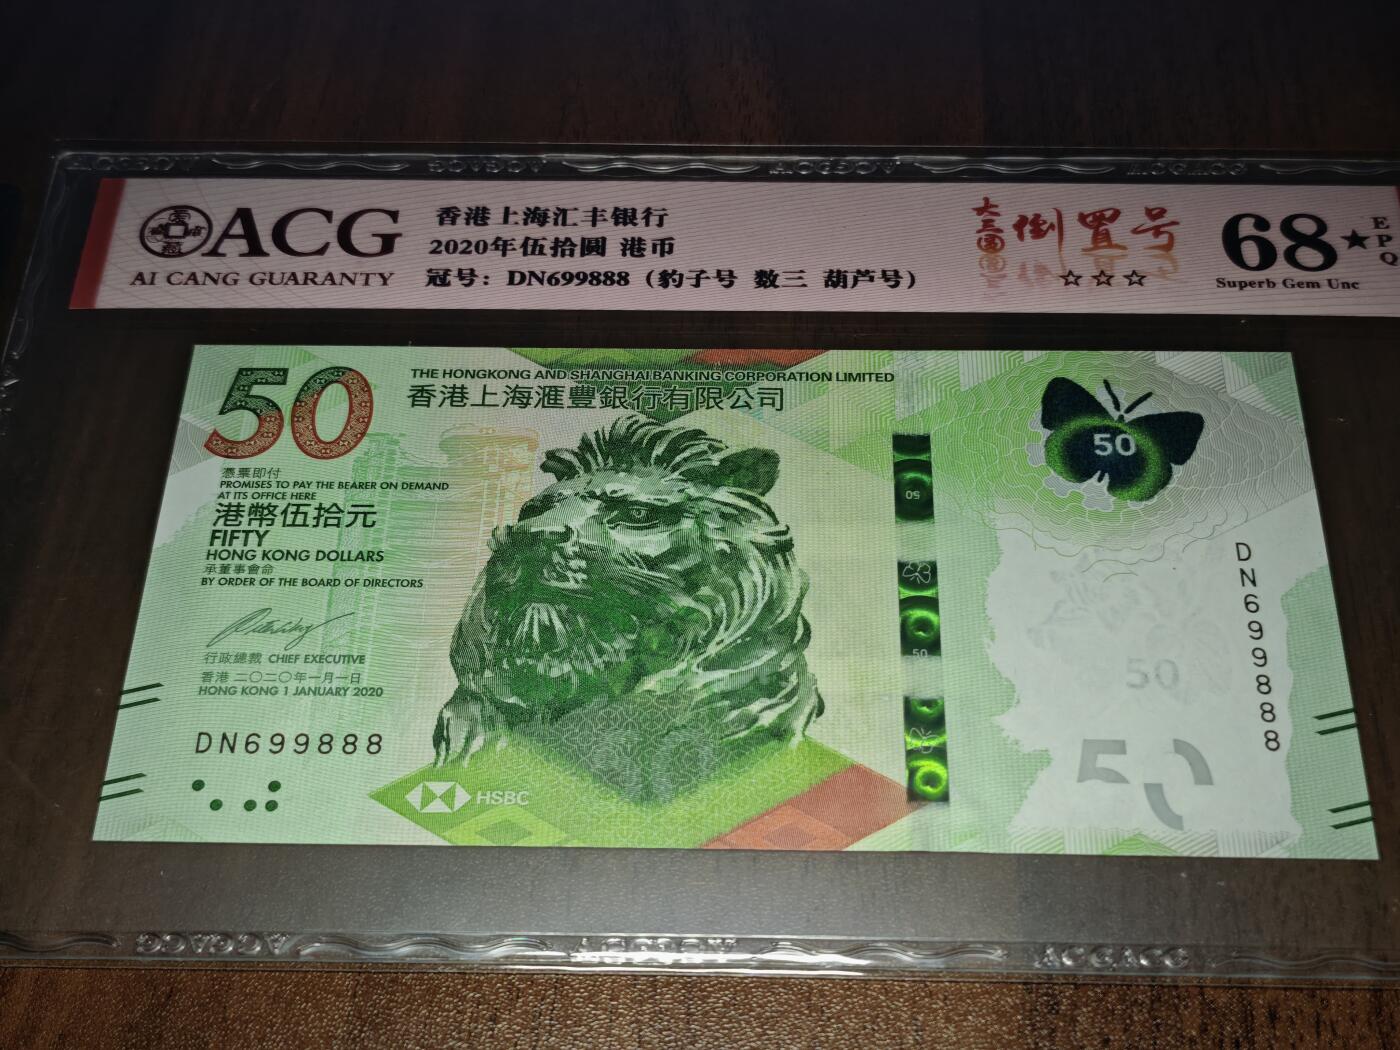 ACG
AI CANG GUARANTY
香港上海汇丰银行
2020年伍拾圆 港币
冠号：DN699888（豹子号 数三 葫芦号）
大三圆
倒置号
☆☆☆
68★
EPQ
Superb Gem Unc
50
THE HONGKONG AND SHANGHAI BANKING CORPORATION LIMITED
香港上海滙豐銀行有限公司
憑票即付
PROMISES TO PAY THE BEARER ON DEMAND
AT ITS OFFICE HERE
港幣伍拾元
FIFTY
HONG KONG DOLLARS
承董事會命
BY ORDER OF THE BOARD OF DIRECTORS
行政總裁 CHIEF EXECUTIVE
香港 二〇二〇年一月一日
HONG KONG 1 JANUARY 2020
DN699888
HSBC
50
50
50
DN699888
50
50